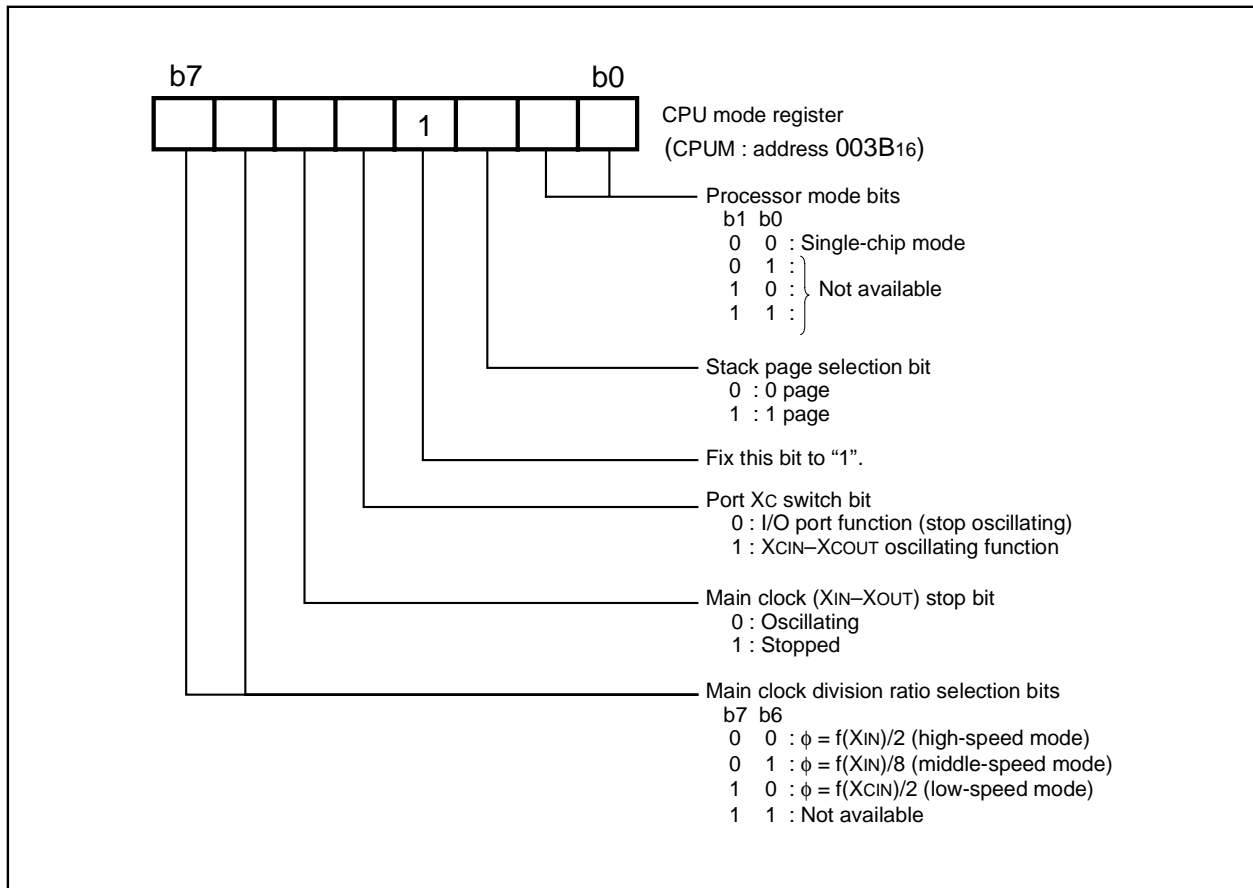 b7 b0
1
CPU mode register
(CPUM : address 003B16)
Processor mode bits
b1 b0
0 0 : Single-chip mode
0 1 :
1 0 : Not available
1 1 :
Stack page selection bit
0 : 0 page
1 : 1 page
Fix this bit to “1”.
Port XC switch bit
0 : I/O port function (stop oscillating)
1 : XCIN–XCOUT oscillating function
Main clock (XIN–XOUT) stop bit
0 : Oscillating
1 : Stopped
Main clock division ratio selection bits
b7 b6
0 0 : ϕ = f(XIN)/2 (high-speed mode)
0 1 : ϕ = f(XIN)/8 (middle-speed mode)
1 0 : ϕ = f(XCIN)/2 (low-speed mode)
1 1 : Not available